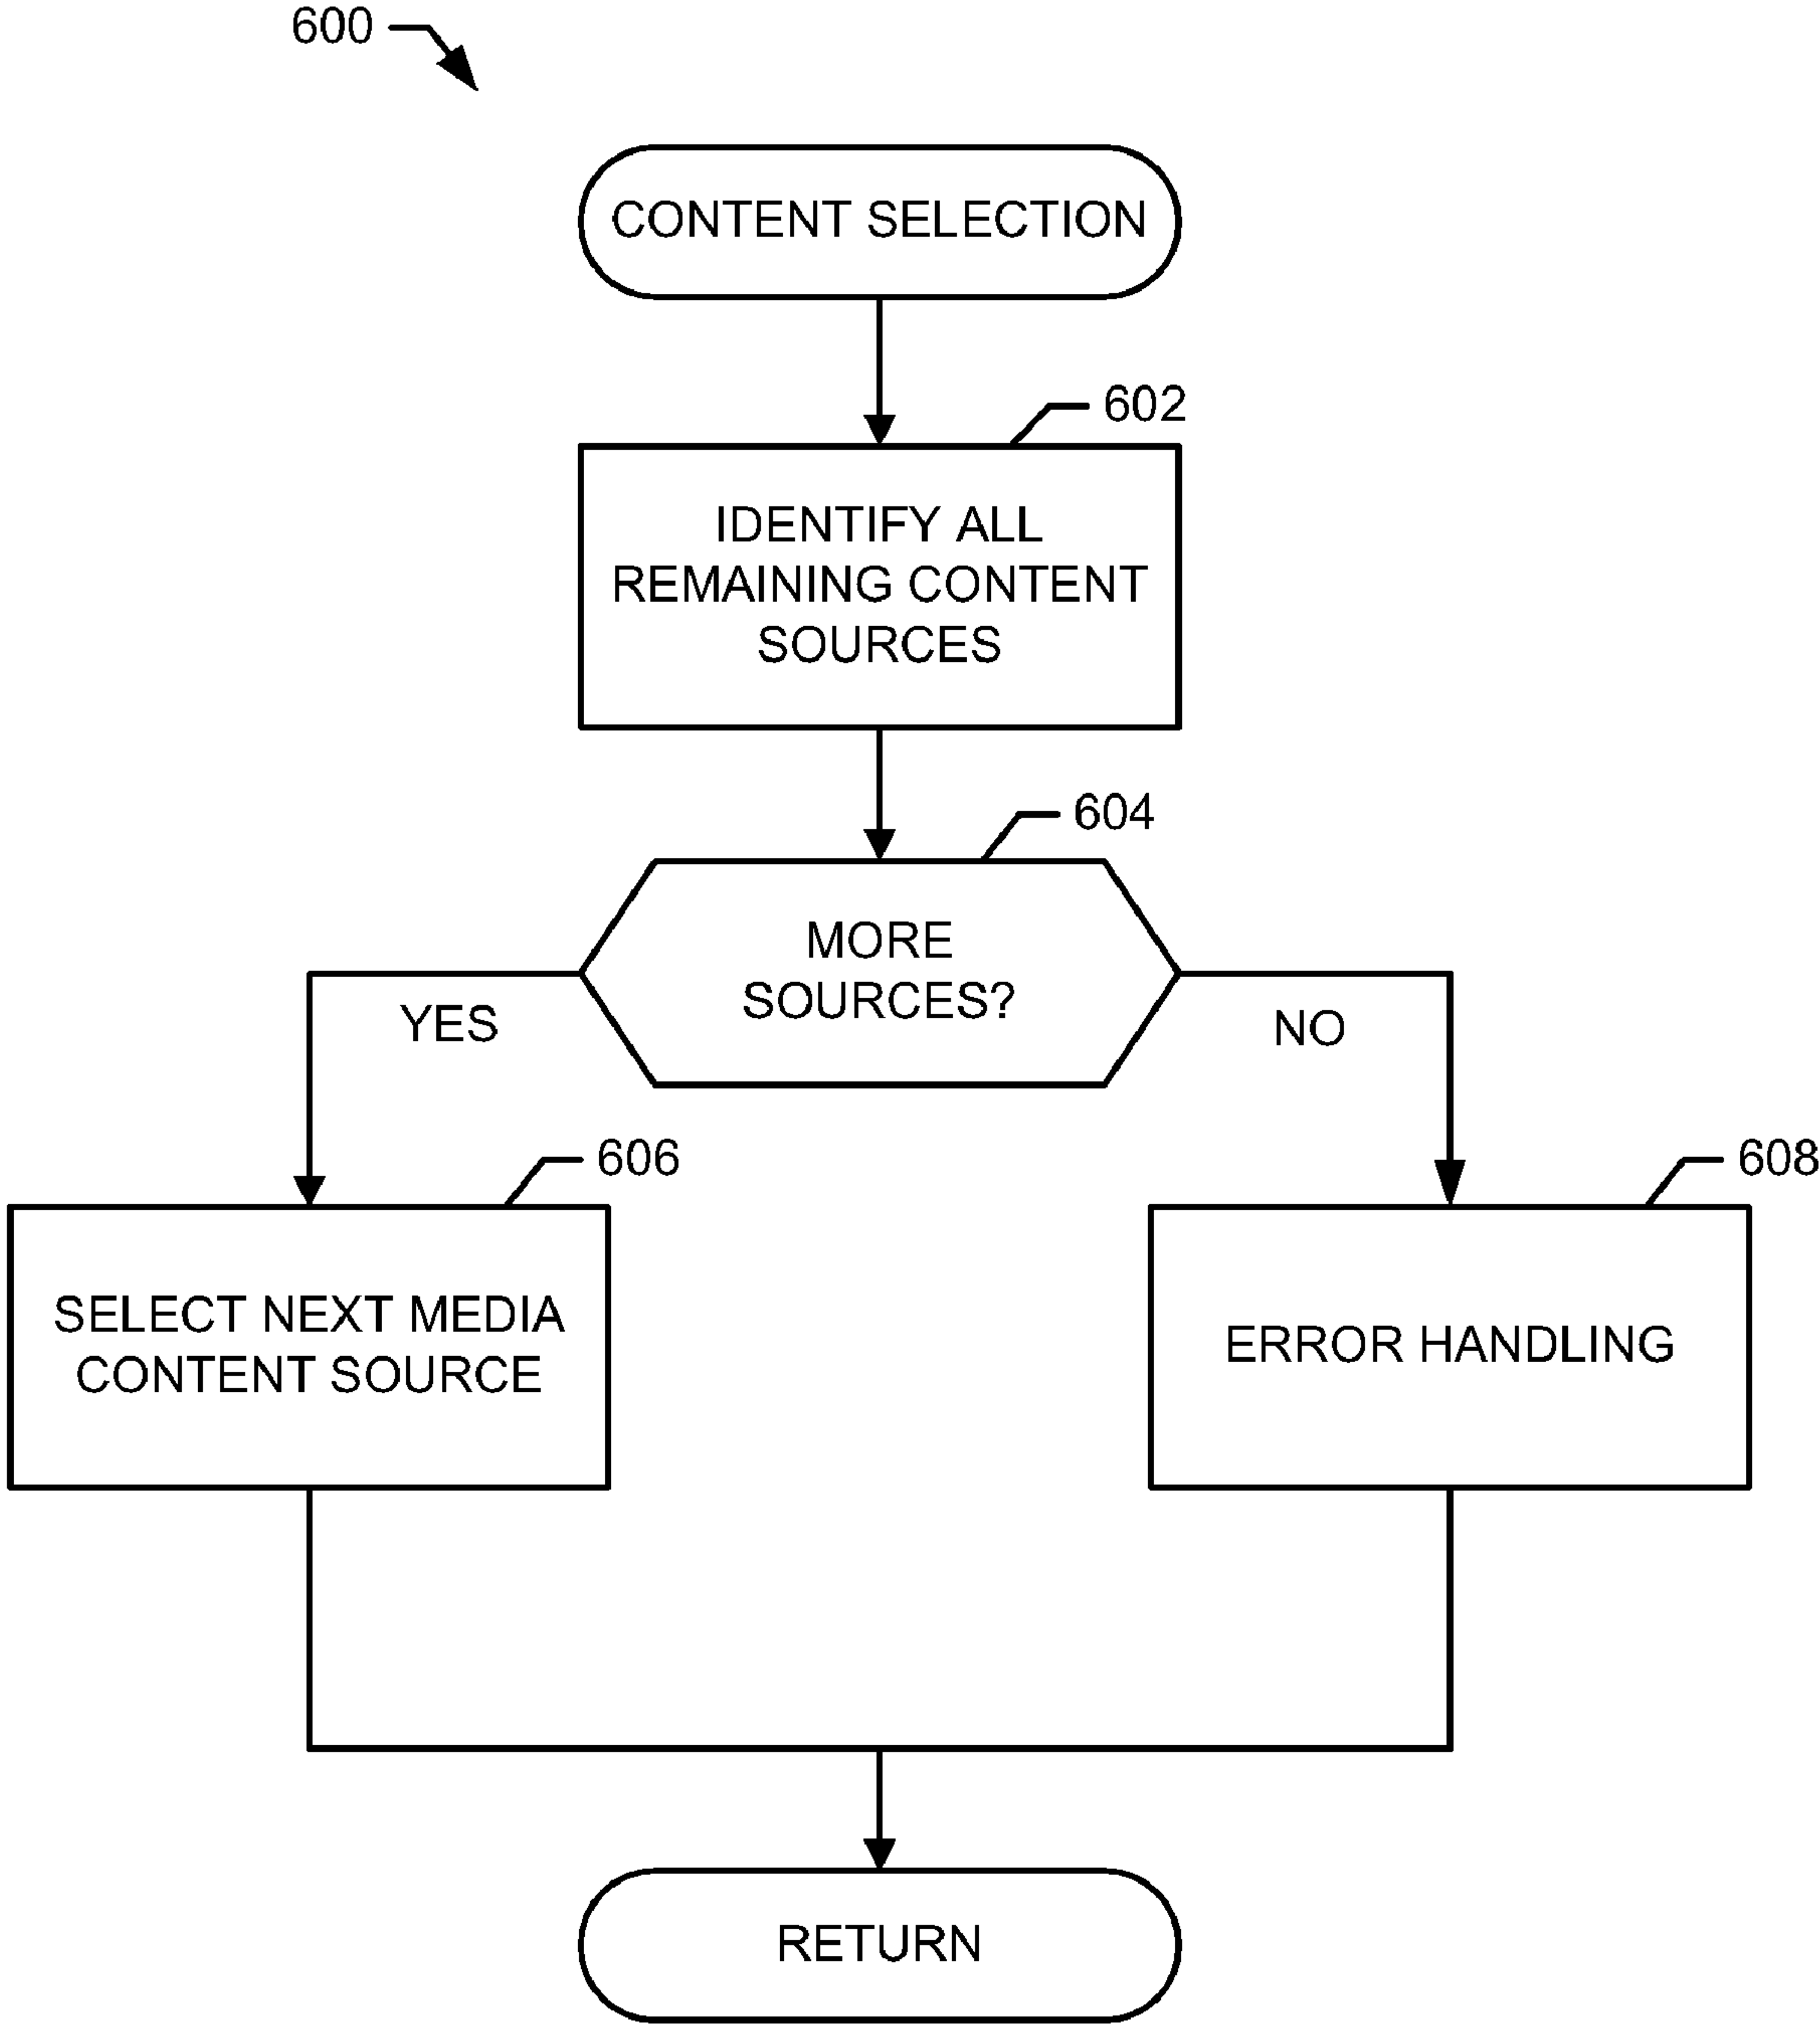 600
CONTENT SELECTION
602
IDENTIFY ALL
REMAINING CONTENT
SOURCES
604
MORE
SOURCES?
YES
NO
606
608
SELECT NEXT MEDIA
CONTENT SOURCE
ERROR HANDLING
RETURN